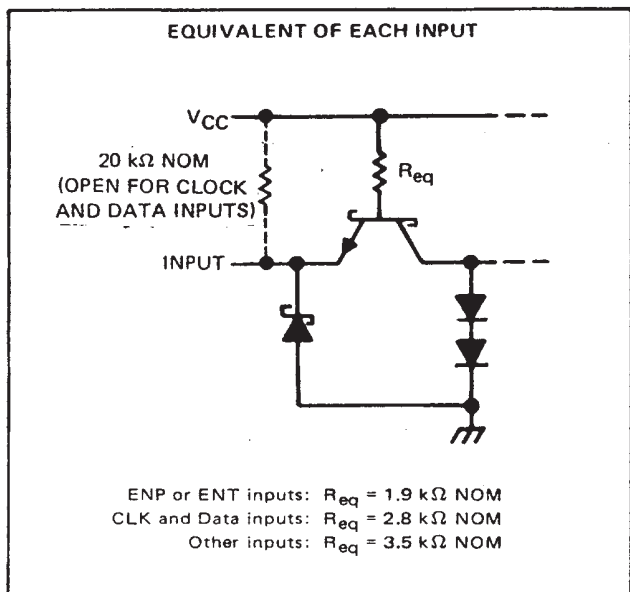 EQUIVALENT OF EACH INPUT
VCC
20 kΩ NOM
(OPEN FOR CLOCK
AND DATA INPUTS)
Req
INPUT
ENP or ENT inputs: Req = 1.9 kΩ NOM
CLK and Data inputs: Req = 2.8 kΩ NOM
Other inputs: Req = 3.5 kΩ NOM